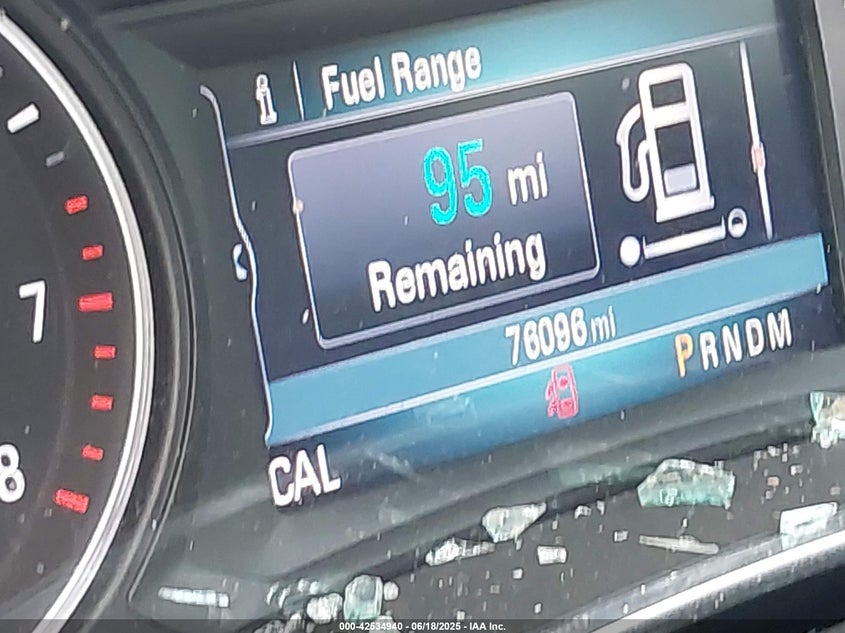 i Fuel Range
95 mi
Remaining
76096 mi
PRNDM
CAL
7
8
000-42534940 - 06/18/2025 - IAA Inc.